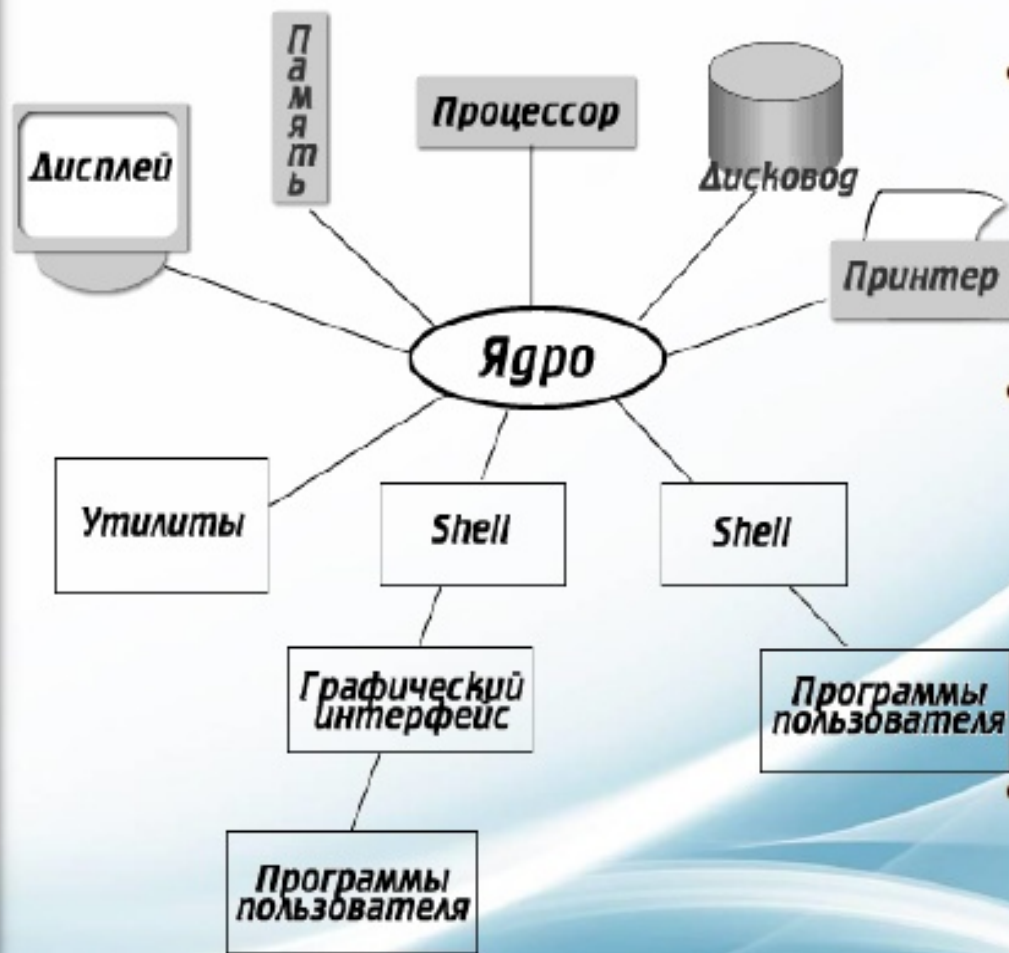 Память
Процессор
Дисплей
Дисковод
Принтер
Ядро
Утилиты
Shell
Shell
Графический
интерфейс
Программы
пользователя
Программы
пользователя